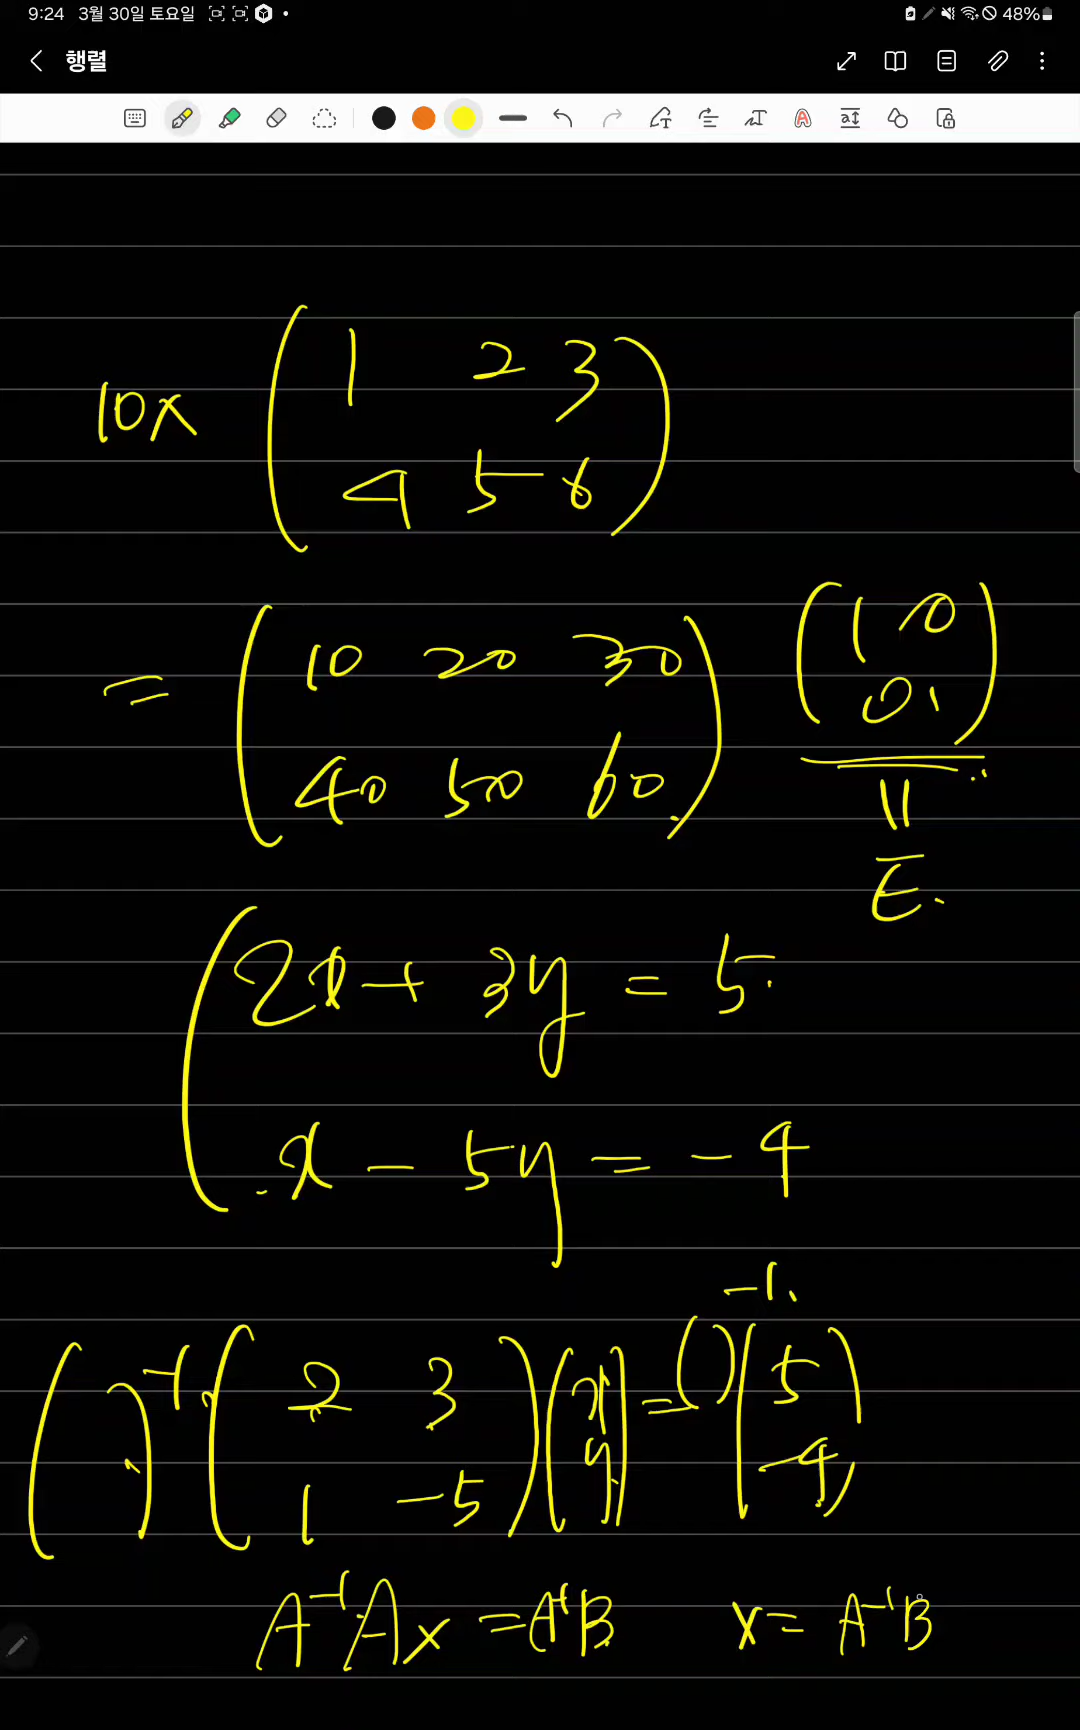 9:24 3월 30일 토요일 48%
행렬
10x ( 1 2 3
4 5 6 )
= ( 10 20 30
40 50 60 )
( 1 0
0 1 )
||
E.
( 2x + 3y = 5
x - 5y = -4
( )⁻¹ ( 2 3
1 -5 ) ( x
y ) = ( )⁻¹ ( 5
-4 )
A⁻¹Ax = A⁻¹B x = A⁻¹B